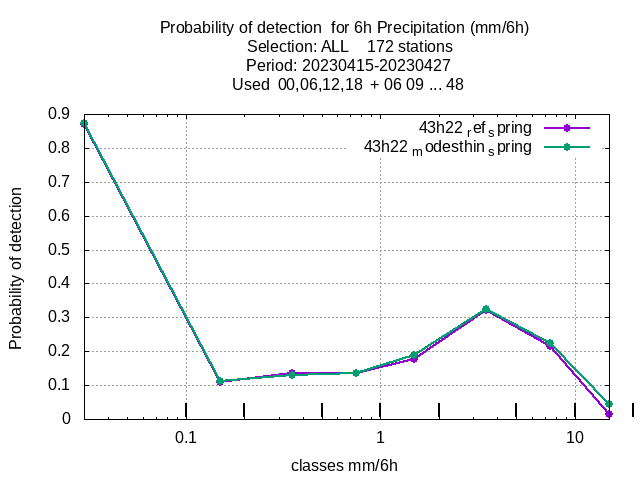 Probability of detection  for 6h Precipitation (mm/6h)
Selection: ALL    172 stations
Period: 20230415-20230427
Used  00,06,12,18  + 06 09 ... 48
43h22 ref spring
43h22 modesthin spring
0.9
0.8
0.7
0.6
0.5
0.4
0.3
0.2
0.1
0
Probability of detection
0.1 1 10
classes mm/6h